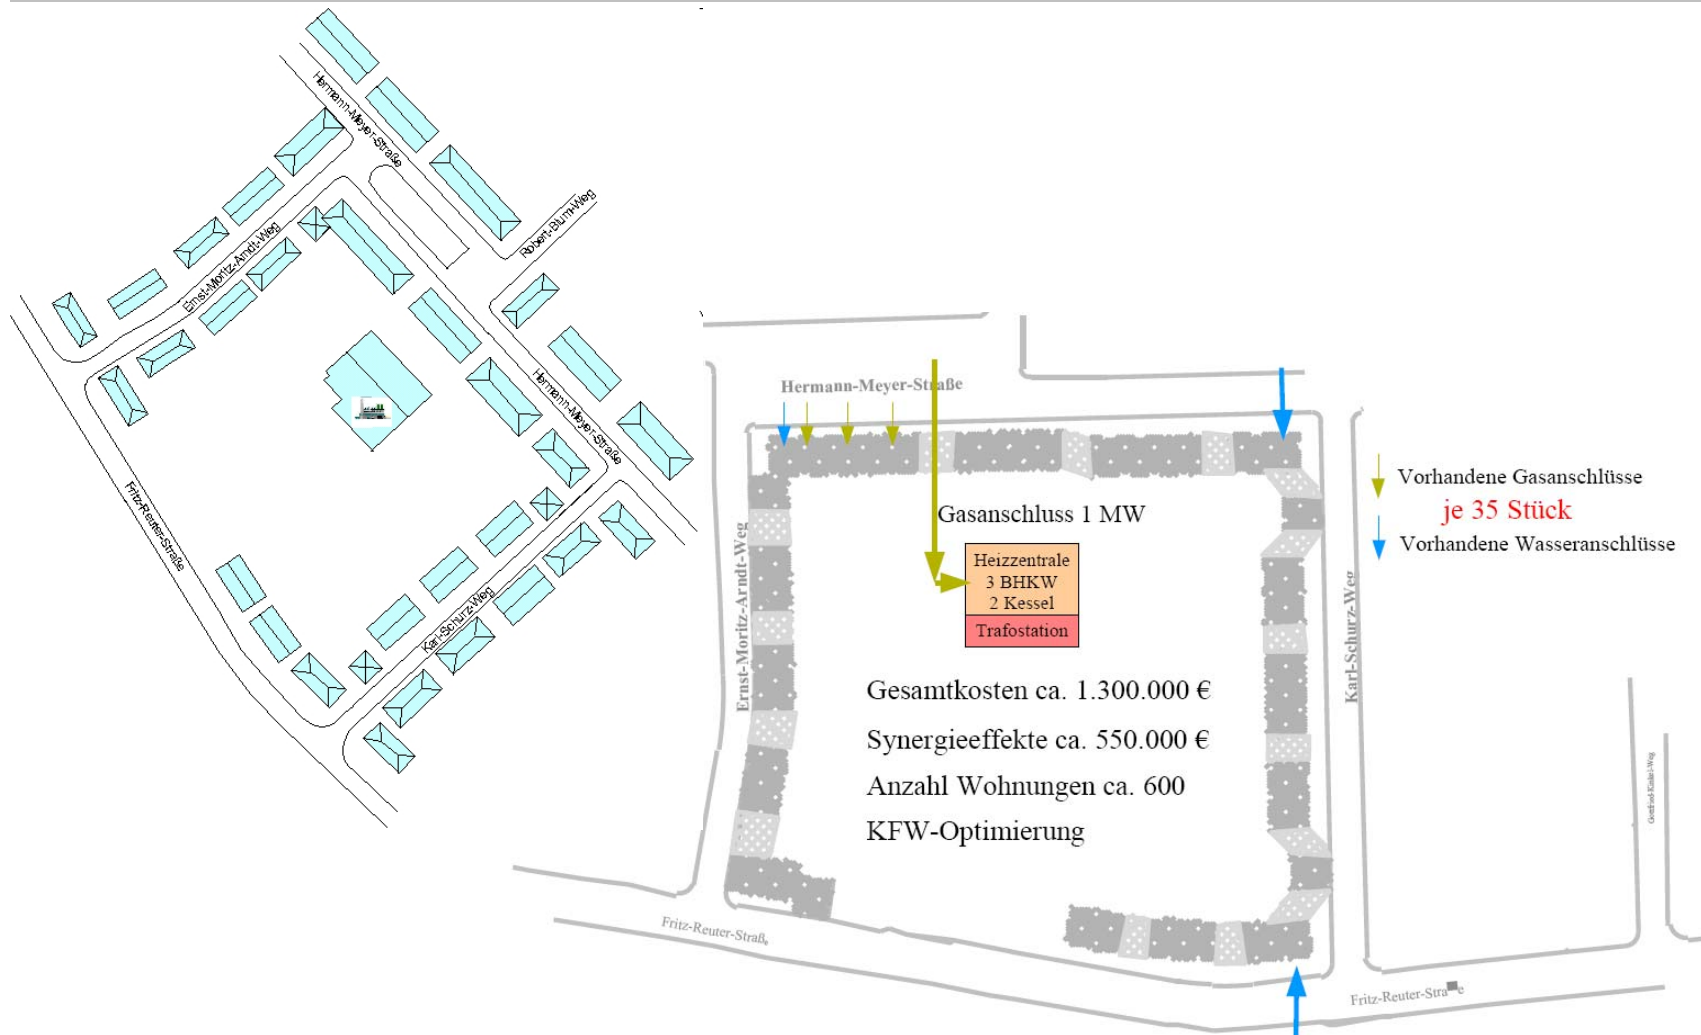 Hermann-Meyer-Straße
Robert-Blum-Weg
Ernst-Moritz-Arndt-Weg
Hermann-Meyer-Straße
Fritz-Reuter-Straße
Karl-Schurz-Weg
Hermann-Meyer-Straße
Vorhandene Gasanschlüsse
je 35 Stück
Vorhandene Wasseranschlüsse
Gasanschluss 1 MW
Ernst-Moritz-Arndt-Weg
Heizzentrale
3 BHKW
2 Kessel
Trafostation
Karl-Schurz-Weg
Gesamtkosten ca. 1.300.000 €
Synergieeffekte ca. 550.000 €
Anzahl Wohnungen ca. 600
KFW-Optimierung
Fritz-Reuter-Straße
Fritz-Reuter-Stra e